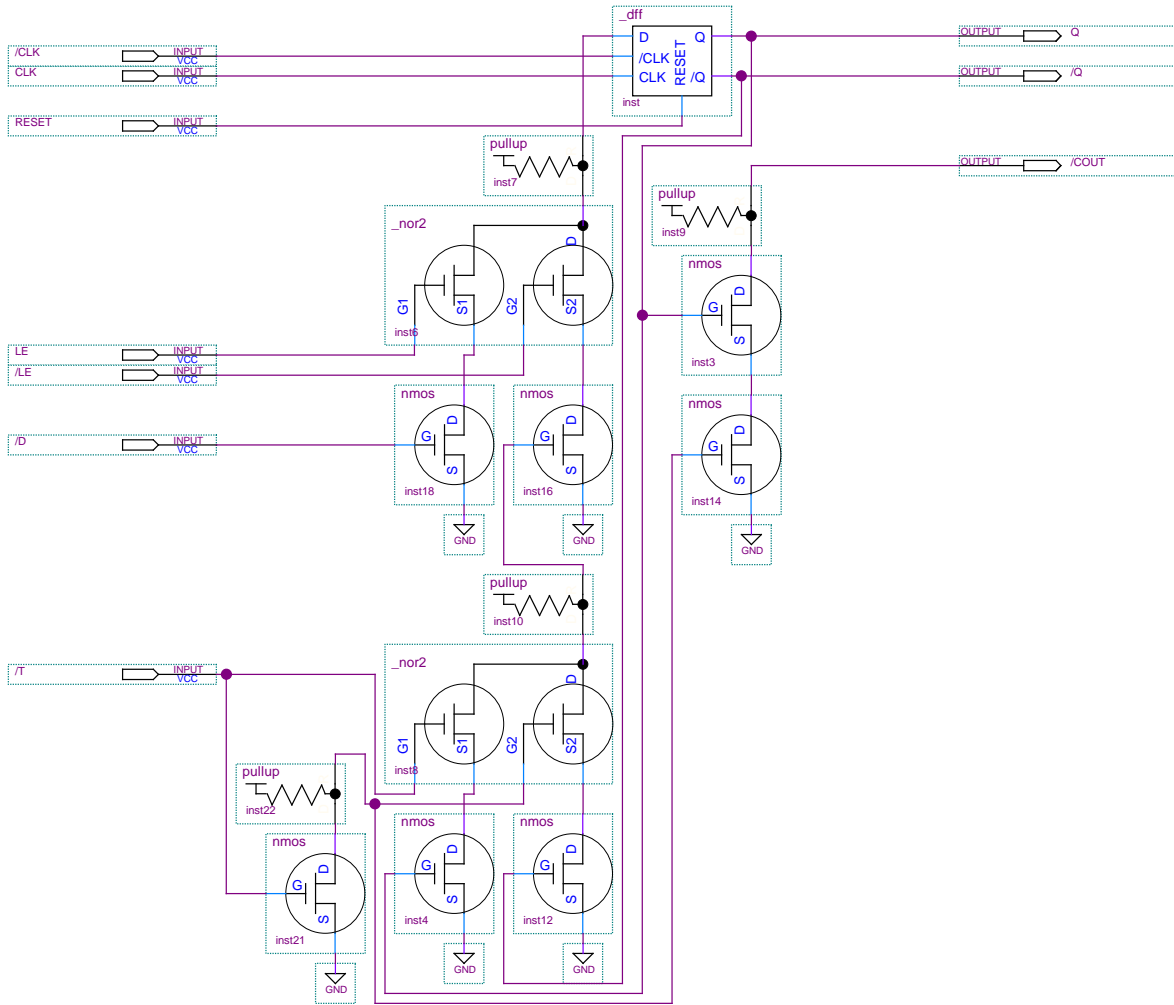 _dff
/CLK INPUT VCC
CLK INPUT VCC
D Q
/CLK
CLK /Q
RESET
inst
OUTPUT Q
OUTPUT /Q
RESET INPUT VCC
pullup
inst7
OUTPUT /COUT
pullup
inst9
_nor2
D
G1 S1 G2 S2
inst6
nmos
D
G
S
inst3
LE INPUT VCC
/LE INPUT VCC
nmos
D
G
S
inst18
nmos
D
G
S
inst16
nmos
D
G
S
inst14
/D INPUT VCC
GND
GND
GND
pullup
inst10
/T INPUT VCC
_nor2
D
G1 S1 G2 S2
inst8
pullup
inst22
nmos
D
G
S
inst21
nmos
D
G
S
inst4
nmos
D
G
S
inst12
GND
GND
GND